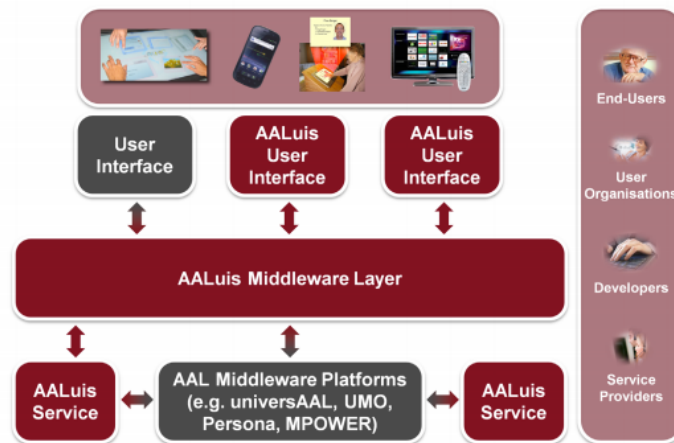 User
Interface
AALuis
User
Interface
AALuis
User
Interface
AALuis Middleware Layer
AALuis
Service
AAL Middleware Platforms
(e.g. universAAL, UMO,
Persona, MPOWER)
AALuis
Service
End-Users
User
Organisations
Developers
Service
Providers